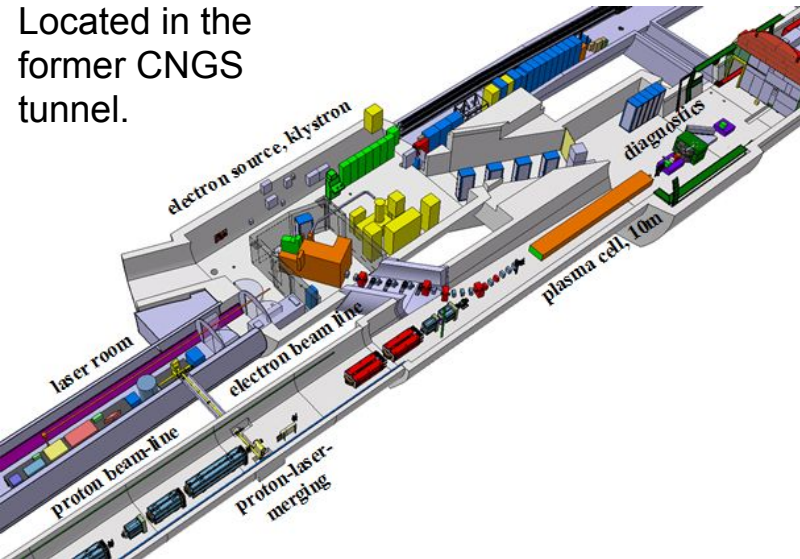 Located in the
former CNGS
tunnel.
electron source, klystron
diagnostics
plasma cell, 10m
laser room
electron beam line
proton beam-line
proton-laser-
merging